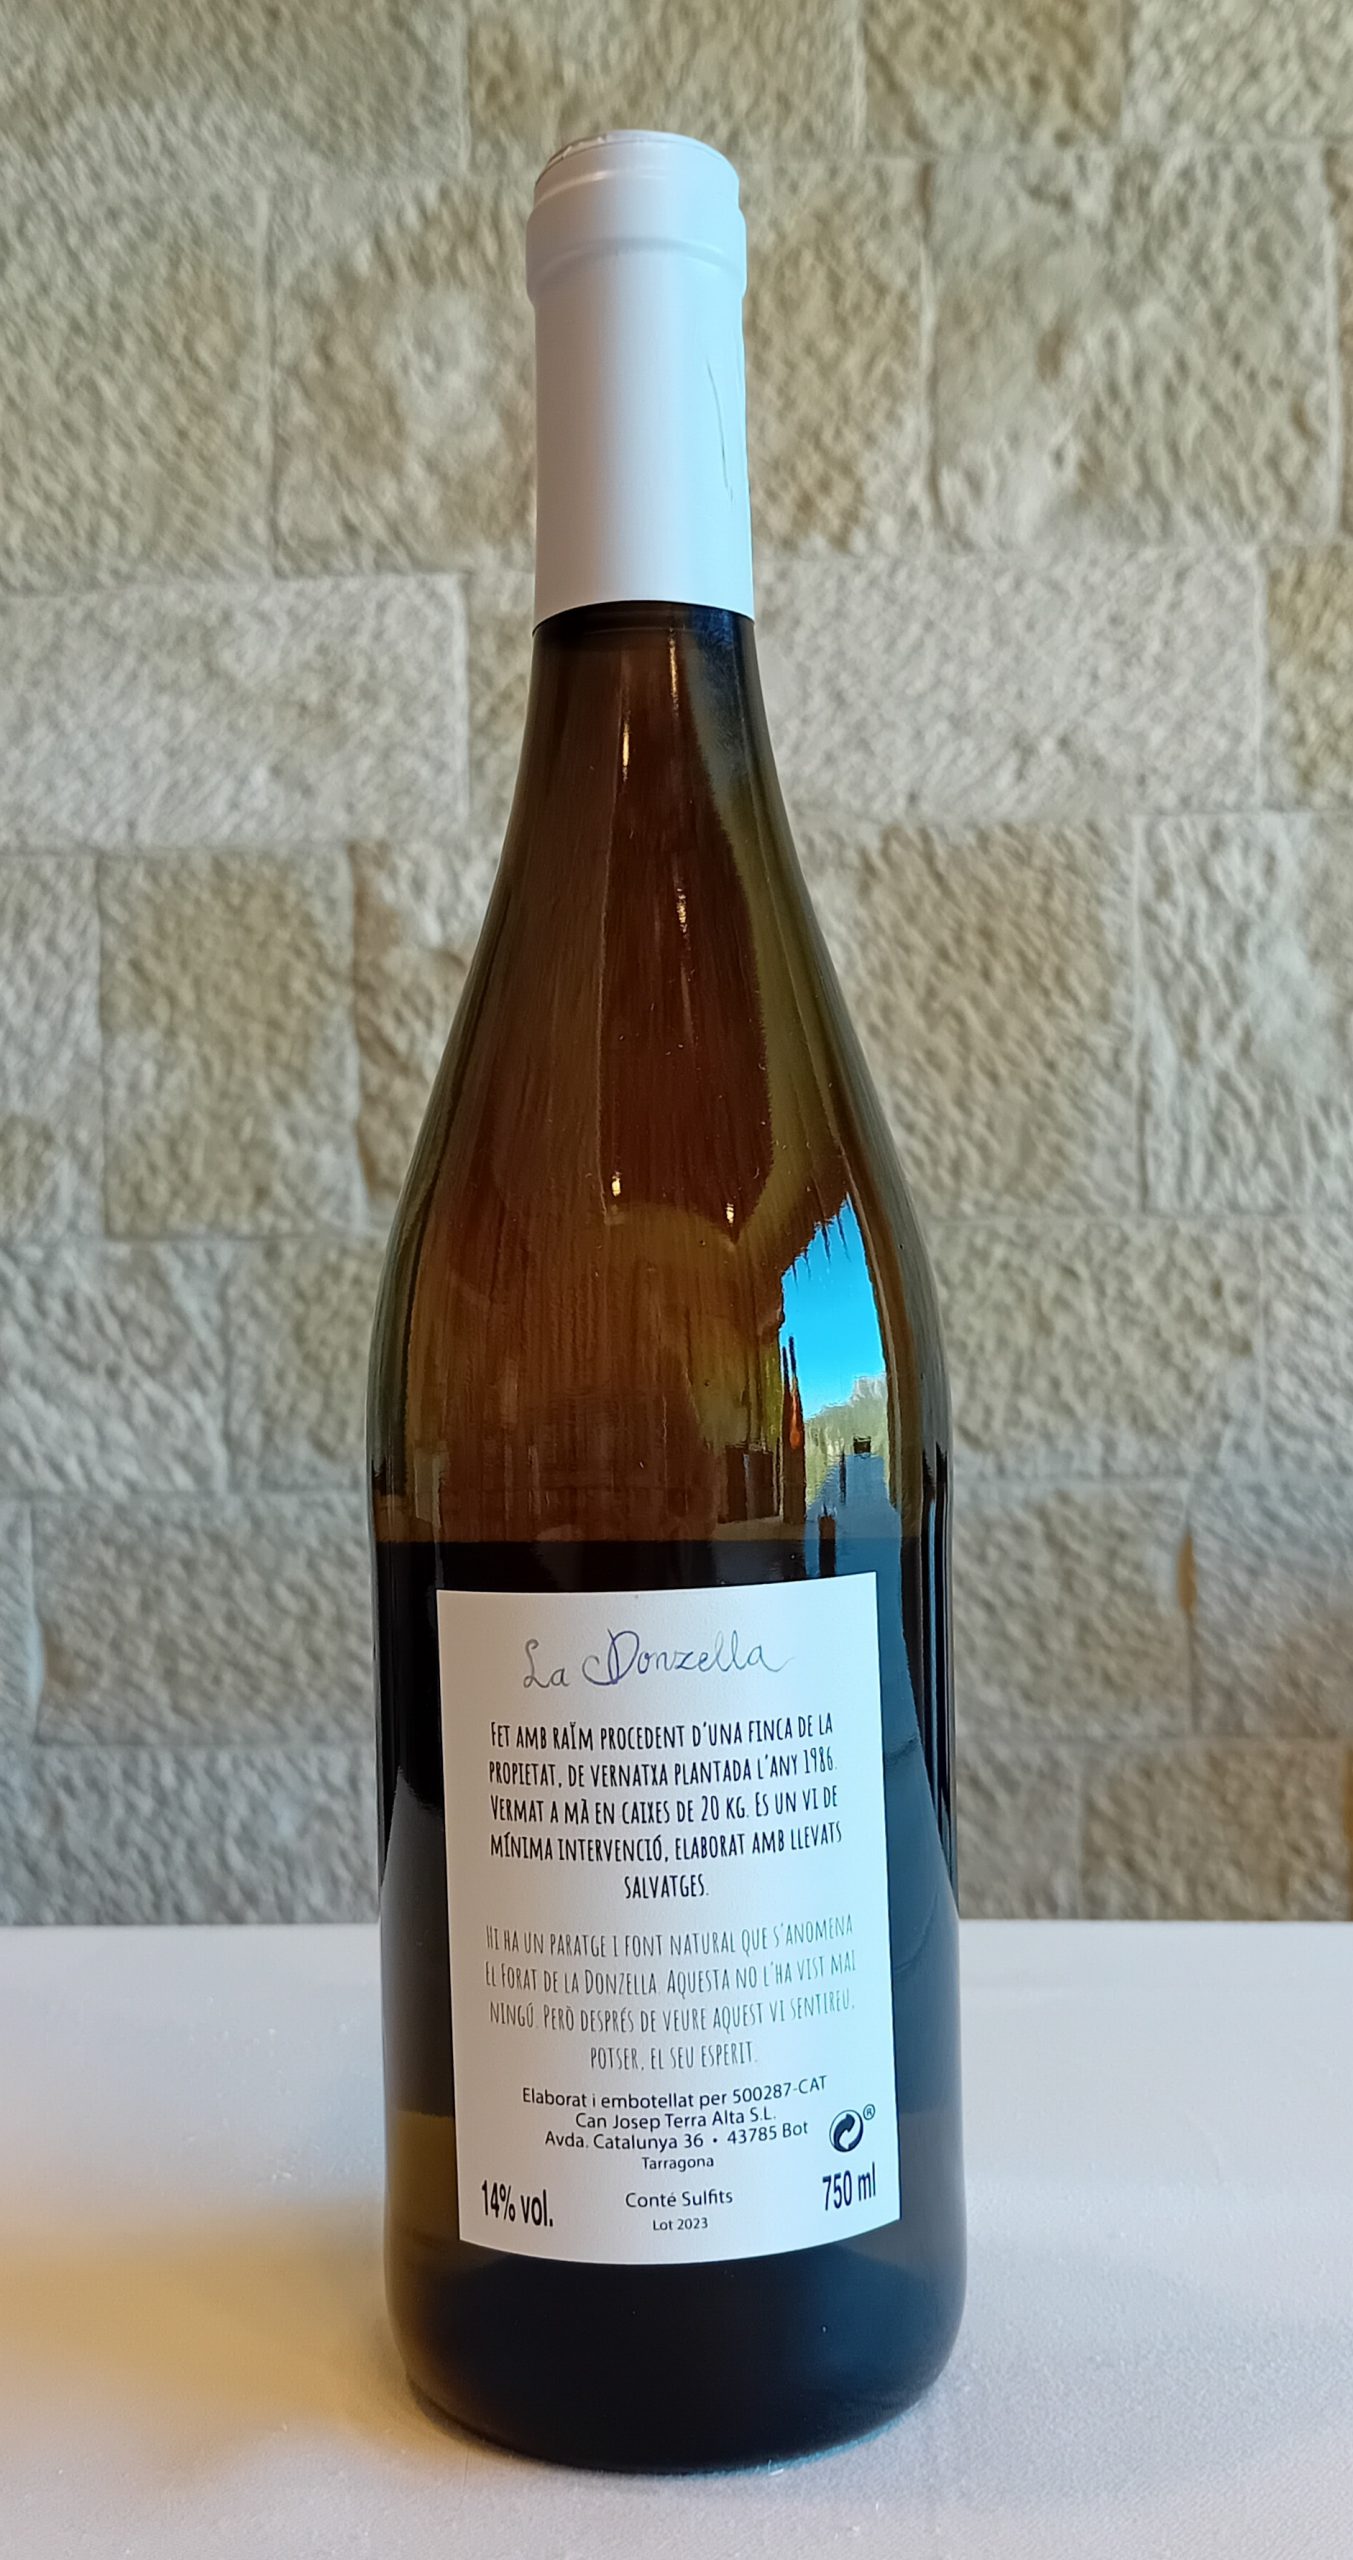 La Donzella
FET AMB RAÏM PROCEDENT D'UNA FINCA DE LA
PROPIETAT, DE VERNATXA PLANTADA L'ANY 1986.
VERMAT A MÀ EN CAIXES DE 20 KG. ES UN VI DE
MÍNIMA INTERVENCIÓ, ELABORAT AMB LLEVATS
SALVATGES.
HI HA UN PARATGE I FONT NATURAL QUE S'ANOMENA
EL FORAT DE LA DONZELLA. AQUESTA NO L'HA VIST MAI
NINGÚ. PERÒ DESPRÉS DE VEURE AQUEST VI SENTIREU,
POTSER, EL SEU ESPERIT.
Elaborat i embotellat per 500287-CAT
Can Josep Terra Alta S.L.
Avda. Catalunya 36 • 43785 Bot
Tarragona
®
14% vol.
Conté Sulfits
750 ml
Lot 2023